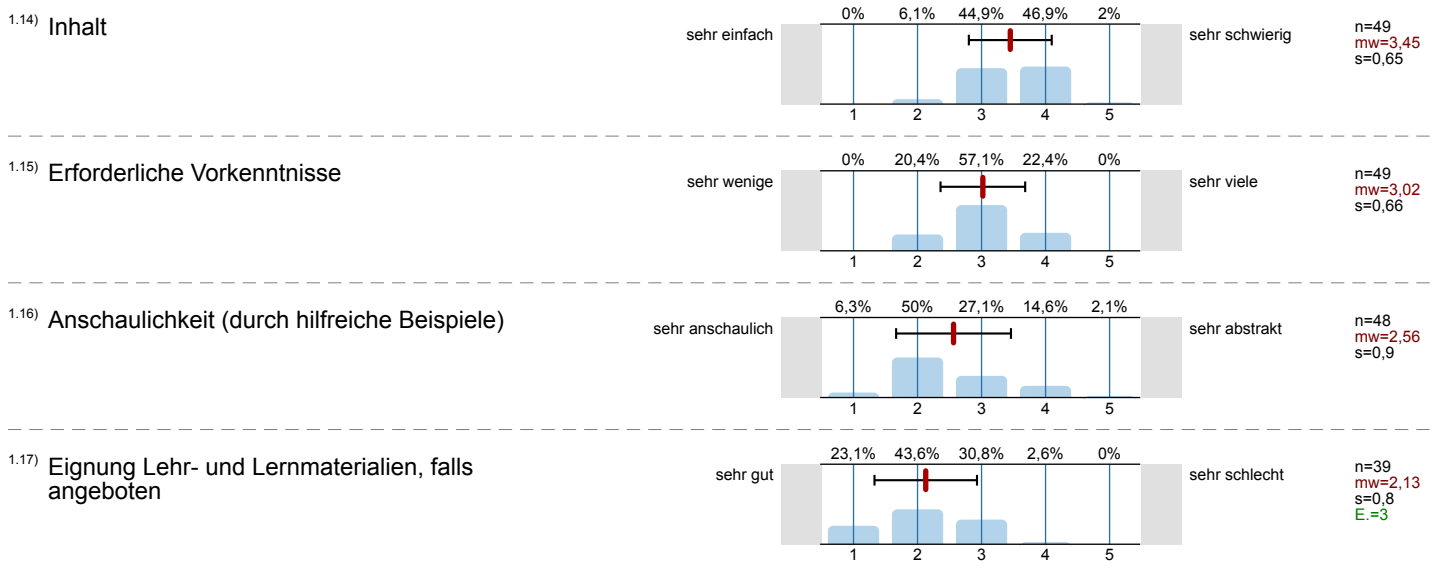 1.14) Inhalt
sehr einfach
0% 6,1% 44,9% 46,9% 2%
1 2 3 4 5
sehr schwierig
n=49
mw=3,45
s=0,65
1.15) Erforderliche Vorkenntnisse
sehr wenige
0% 20,4% 57,1% 22,4% 0%
1 2 3 4 5
sehr viele
n=49
mw=3,02
s=0,66
1.16) Anschaulichkeit (durch hilfreiche Beispiele)
sehr anschaulich
6,3% 50% 27,1% 14,6% 2,1%
1 2 3 4 5
sehr abstrakt
n=48
mw=2,56
s=0,9
1.17) Eignung Lehr- und Lernmaterialien, falls
angeboten
sehr gut
23,1% 43,6% 30,8% 2,6% 0%
1 2 3 4 5
sehr schlecht
n=39
mw=2,13
s=0,8
E.=3